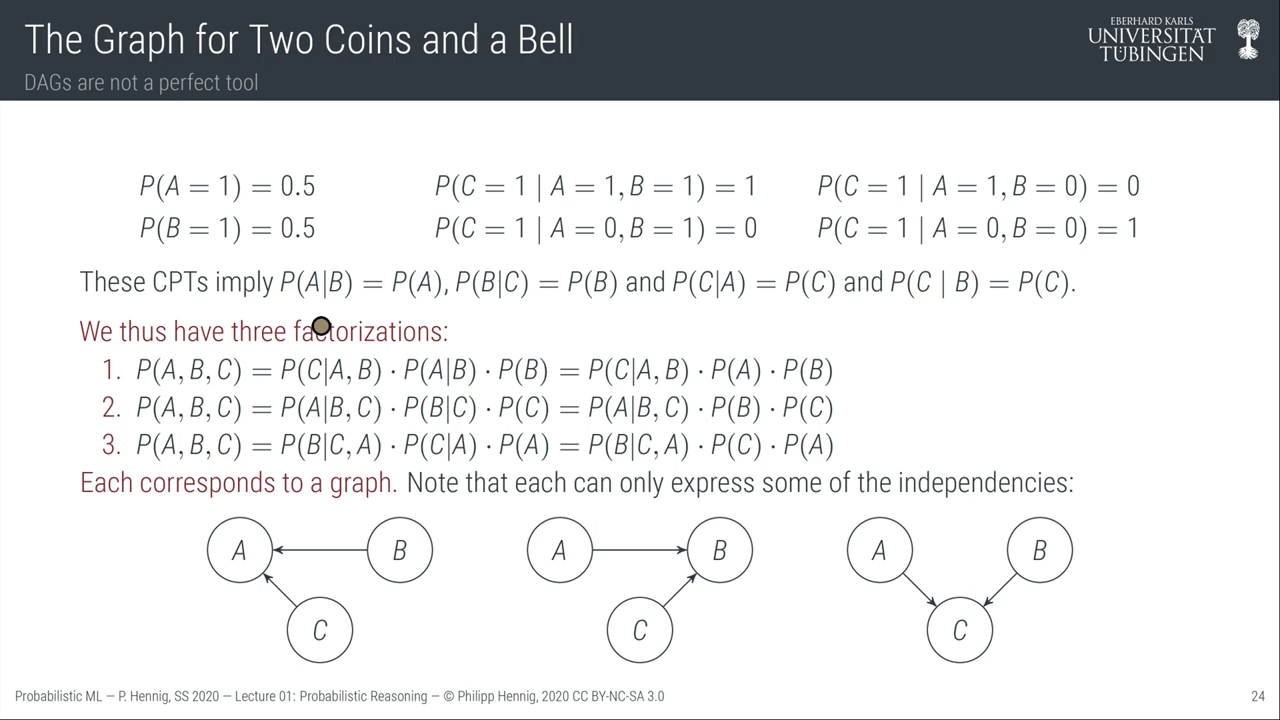 The Graph for Two Coins and a Bell
DAGs are not a perfect tool
EBERHARD KARLS
UNIVERSITÄT
TÜBINGEN
P(A = 1) = 0.5 P(C = 1 | A = 1, B = 1) = 1 P(C = 1 | A = 1, B = 0) = 0
P(B = 1) = 0.5 P(C = 1 | A = 0, B = 1) = 0 P(C = 1 | A = 0, B = 0) = 1
These CPTs imply P(A|B) = P(A), P(B|C) = P(B) and P(C|A) = P(C) and P(C | B) = P(C).
We thus have three factorizations:
1. P(A, B, C) = P(C|A, B) · P(A|B) · P(B) = P(C|A, B) · P(A) · P(B)
2. P(A, B, C) = P(A|B, C) · P(B|C) · P(C) = P(A|B, C) · P(B) · P(C)
3. P(A, B, C) = P(B|C, A) · P(C|A) · P(A) = P(B|C, A) · P(C) · P(A)
Each corresponds to a graph. Note that each can only express some of the independencies:
A B A B A B
C C C
Probabilistic ML — P. Hennig, SS 2020 — Lecture 01: Probabilistic Reasoning — © Philipp Hennig, 2020 CC BY-NC-SA 3.0 24